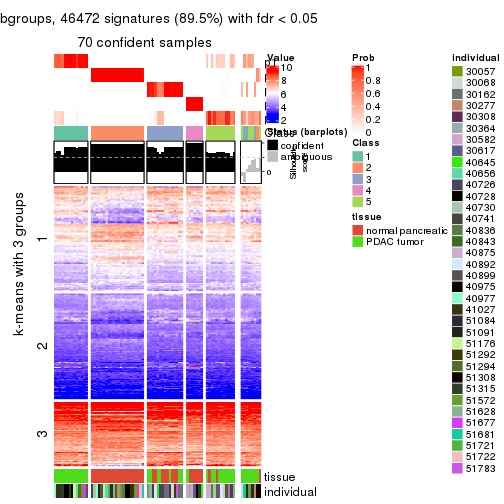 bgroups, 46472 signatures (89.5%) with fdr < 0.05
70 confident samples
k-means with 3 groups
1
2
3
p
Class
Silhouette
score
tissue
individual
Value
10
8
6
4
2
0
Status (barplots)
confident
ambiguous
Prob
1
0.8
0.6
0.4
0.2
0
Class
1
2
3
4
5
tissue
normal pancreatic
PDAC tumor
individual
30057
30068
30162
30277
30308
30364
30582
30617
40645
40656
40726
40728
40730
40741
40836
40843
40875
40892
40899
40975
40977
41027
51084
51091
51176
51292
51294
51308
51315
51572
51628
51677
51681
51721
51722
51783